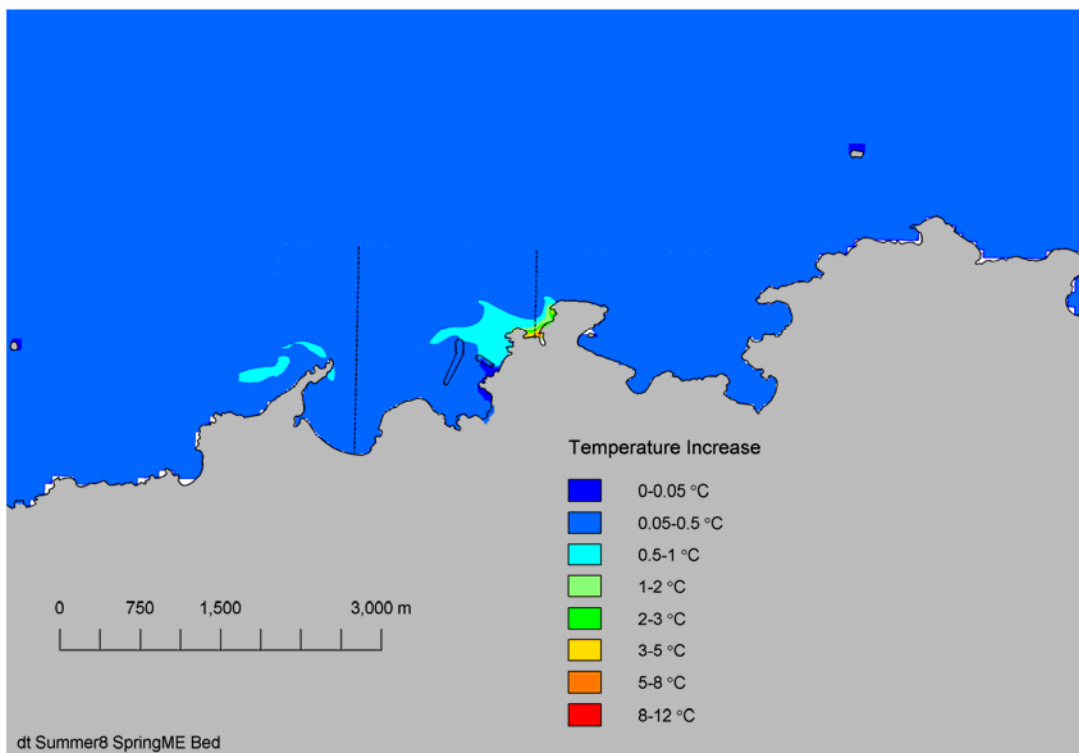 Temperature Increase
0-0.05 °C
0.05-0.5 °C
0.5-1 °C
1-2 °C
2-3 °C
3-5 °C
5-8 °C
8-12 °C
0 750 1,500 3,000 m
dt Summer8 SpringME Bed